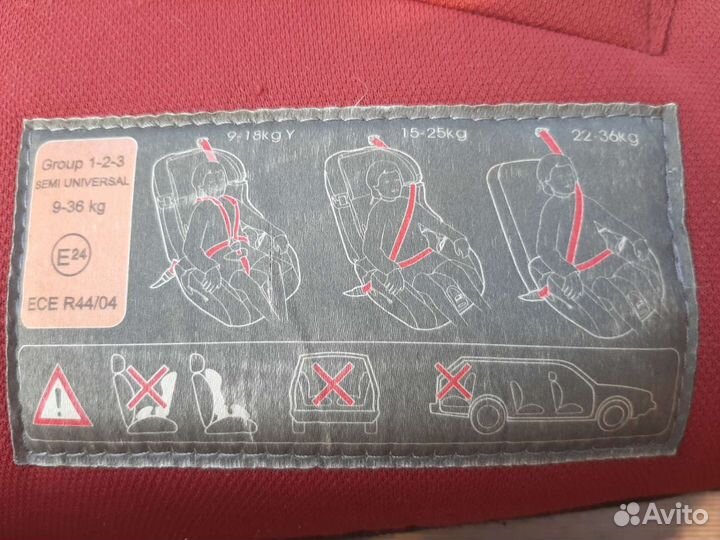 Group 1-2-3
SEMI UNIVERSAL
9-36 kg
E24
ECE R44/04
9-18kg Y
15-25kg
22-36kg
Avito